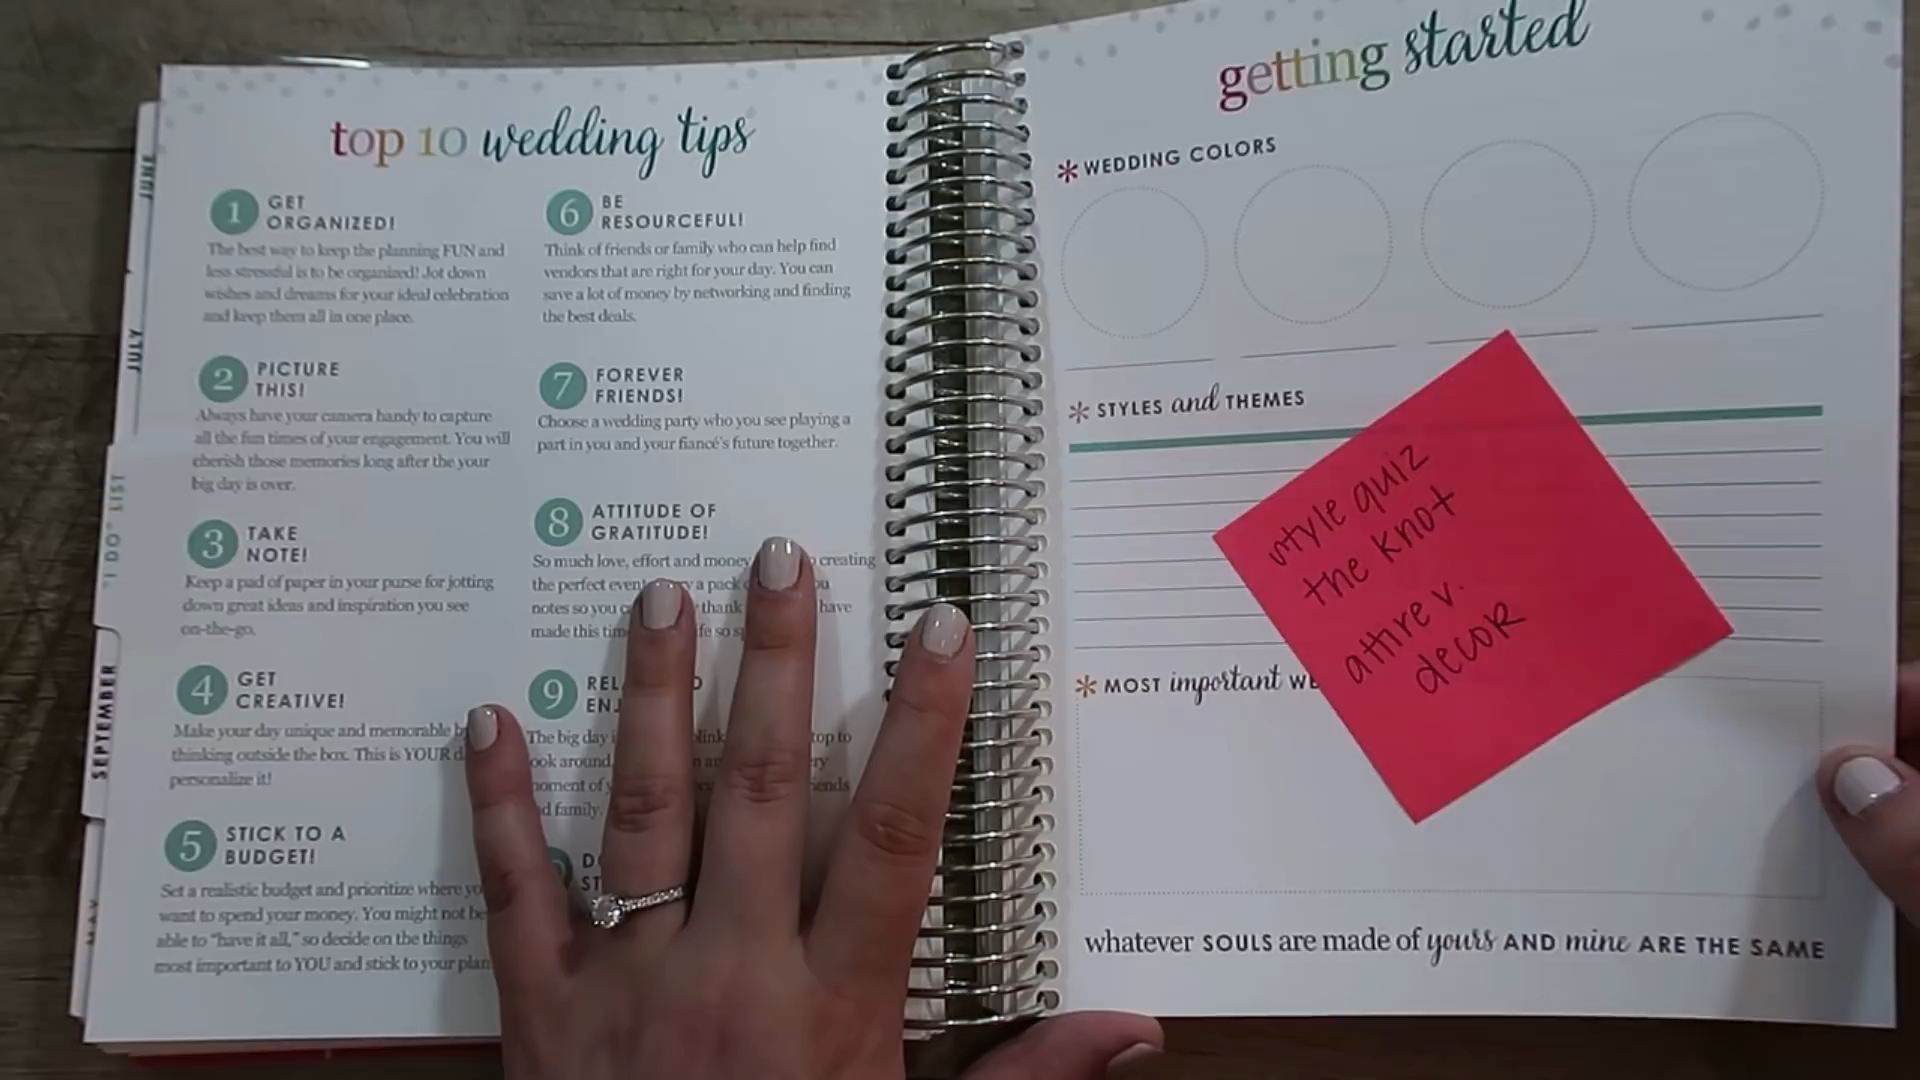 top 10 wedding tips
1 GET
ORGANIZED!
The best way to keep the planning FUN and
less stressful is to be organized! Jot down
wishes and dreams for your ideal celebration
and keep them all in one place.
2 PICTURE
THIS!
Always have your camera handy to capture
all the fun times of your engagement. You will
cherish those memories long after the your
big day is over.
3 TAKE
NOTE!
Keep a pad of paper in your purse for jotting
down great ideas and inspiration you see
on-the-go.
4 GET
CREATIVE!
Make your day unique and memorable
thinking outside the box. This is YOUR
personalize it!
5 STICK TO A
BUDGET!
Set a realistic budget and prioritize where
want to spend your money. You might not be
able to "have it all," so decide on the things
most important to YOU and stick to your plan
6 BE
RESOURCEFUL!
Think of friends or family who can help find
vendors that are right for your day. You can
save a lot of money by networking and finding
the best deals.
7 FOREVER
FRIENDS!
Choose a wedding party who you see playing a
part in you and your fiancé's future together.
8 ATTITUDE OF
GRATITUDE!
So much love, effort and money creating
the perfect event a pack
notes so you thank have
made this so
9
The big day top to
look around.
moment of
family.
JUNE
JULY
"I DO" LIST
SEPTEMBER
MAY
getting started
*WEDDING COLORS
*STYLES and THEMES
*MOST important
style quiz
the knot
attire v.
decor
whatever SOULS are made of yours AND mine ARE THE SAME